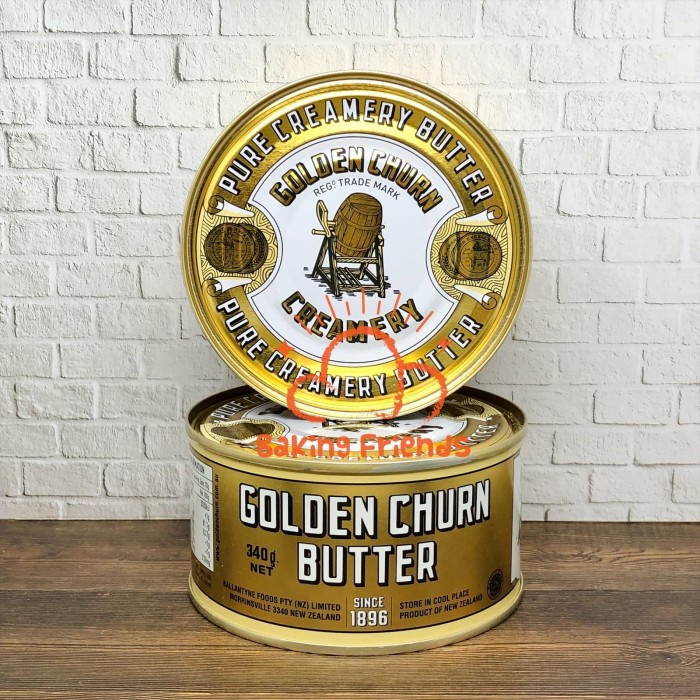 PURE CREAMERY BUTTER
GOLDEN CHURN
REGD TRADE MARK
CREAMERY
PURE CREAMERY BUTTER
Baking Friends
GOLDEN CHURN
BUTTER
340g
NET
BALLANTYNE FOODS PTY (NZ) LIMITED
MORRINSVILLE 3340 NEW ZEALAND
SINCE
1896
STORE IN COOL PLACE
PRODUCT OF NEW ZEALAND